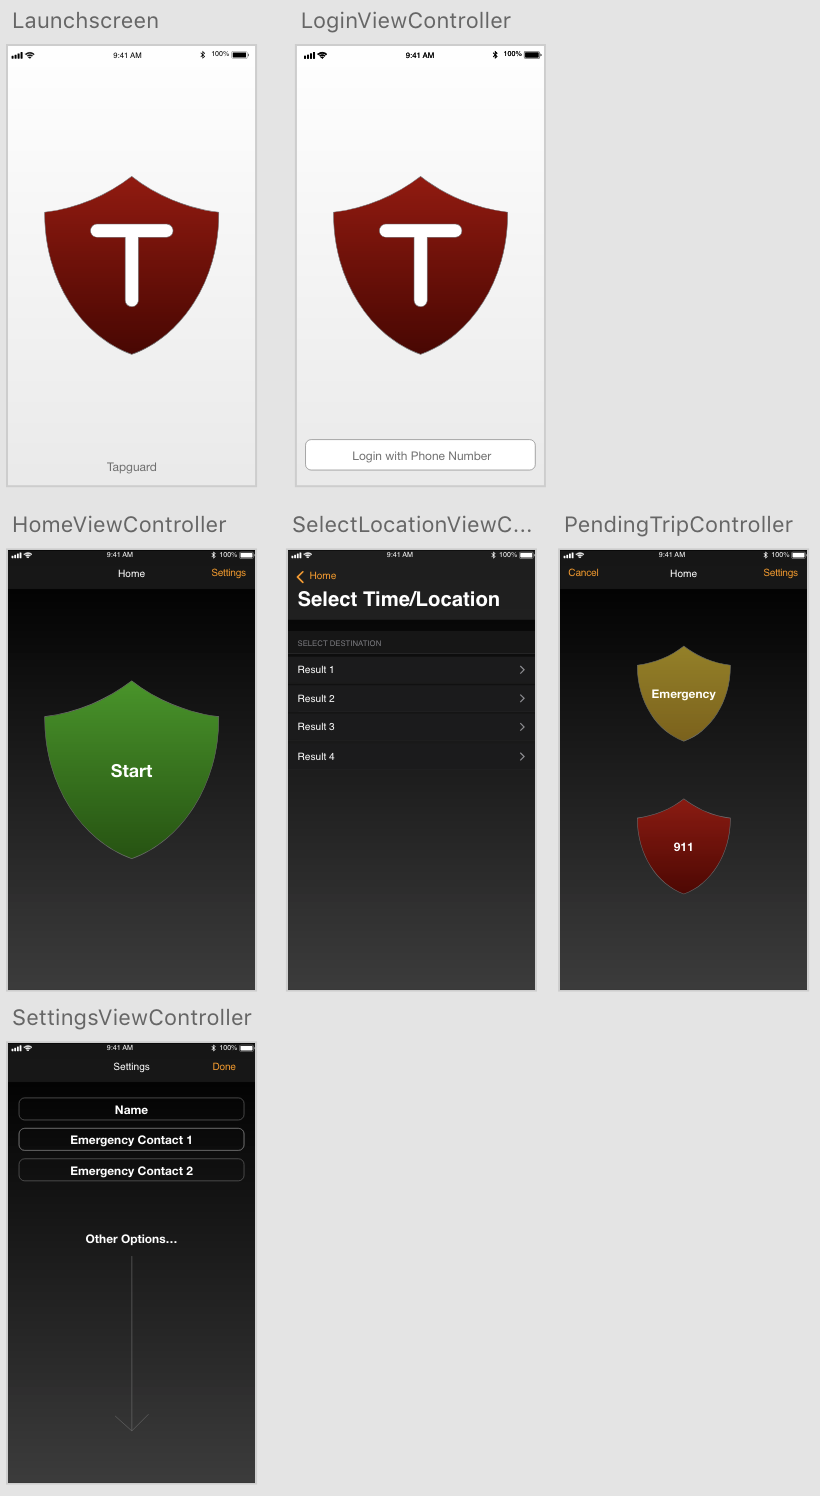 Launchscreen
LoginViewController
9:41 AM
100%
9:41 AM
100%
T
T
Tapguard
Login with Phone Number
HomeViewController
SelectLocationViewC...
PendingTripController
9:41 AM
100%
Home
Settings
Start
9:41 AM
100%
Home
Select Time/Location
SELECT DESTINATION
Result 1
Result 2
Result 3
Result 4
9:41 AM
100%
Cancel
Home
Settings
Emergency
911
SettingsViewController
9:41 AM
100%
Settings
Done
Name
Emergency Contact 1
Emergency Contact 2
Other Options...